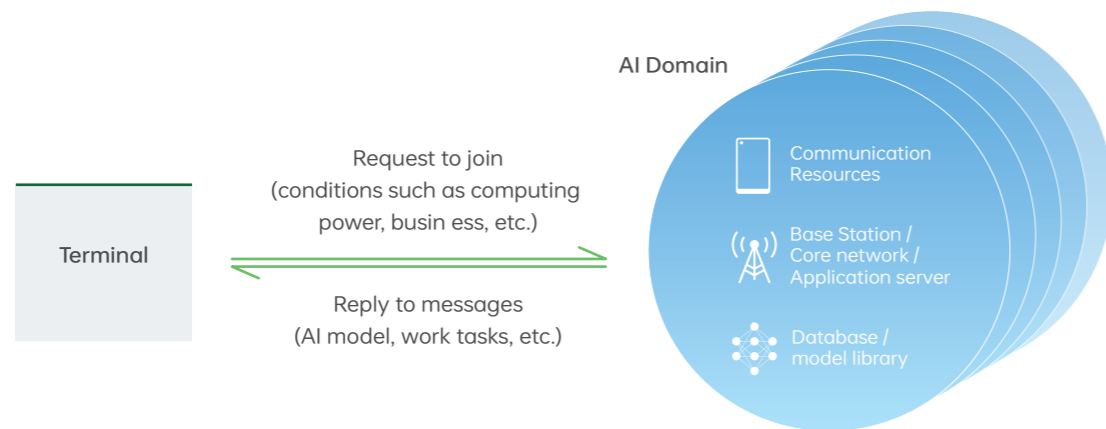 AI Domain
Request to join
(conditions such as computing
power, busin ess, etc.)
Terminal
Reply to messages
(AI model, work tasks, etc.)
Communication
Resources
Base Station /
Core network /
Application server
Database /
model library